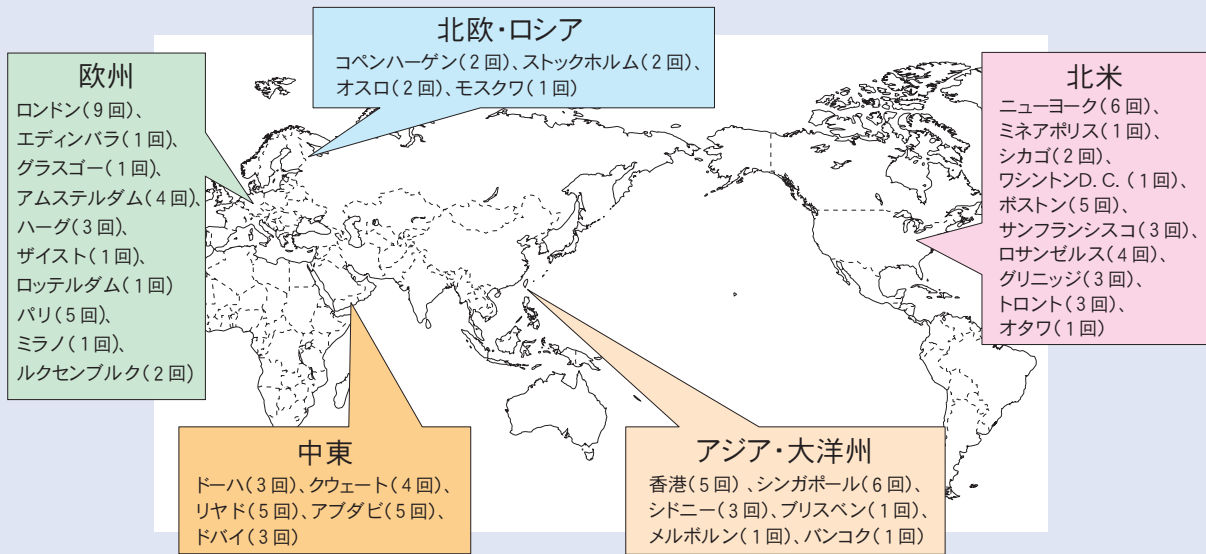 北欧・ロシア
コペンハーゲン(2回)、ストックホルム(2回)、
オスロ(2回)、モスクワ(1回)
欧州
ロンドン(9回)、
エディンバラ(1回)、
グラスゴー(1回)、
アムステルダム(4回)、
ハーグ(3回)、
ザイスト(1回)、
ロッテルダム(1回)
パリ(5回)、
ミラノ(1回)、
ルクセンブルク(2回)
北米
ニューヨーク(6回)、
ミネアポリス(1回)、
シカゴ(2回)、
ワシントンD.C.(1回)、
ボストン(5回)、
サンフランシスコ(3回)、
ロサンゼルス(4回)、
グリニッジ(3回)、
トロント(3回)、
オタワ(1回)
中東
ドーハ(3回)、クウェート(4回)、
リヤド(5回)、アブダビ(5回)、
ドバイ(3回)
アジア・大洋州
香港(5回)、シンガポール(6回)、
シドニー(3回)、ブリスベン(1回)、
メルボルン(1回)、バンコク(1回)